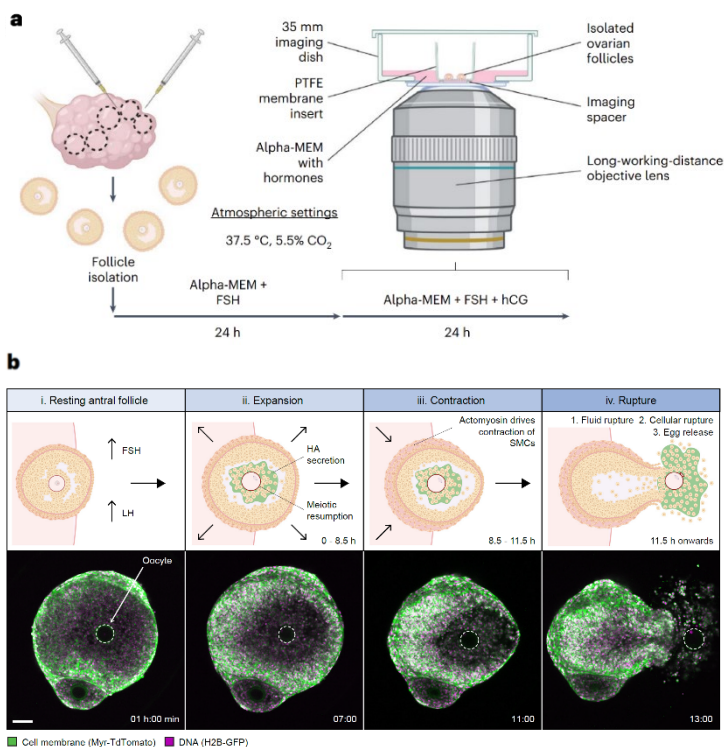 a
35 mm
imaging
dish
PTFE
membrane
insert
Alpha-MEM
with
hormones
Isolated
ovarian
follicles
Imaging
spacer
Long-working-distance
objective lens
Atmospheric settings
37.5 °C, 5.5% CO2
Follicle
isolation
Alpha-MEM +
FSH
24 h
Alpha-MEM + FSH + hCG
24 h
b
i. Resting antral follicle
ii. Expansion
iii. Contraction
iv. Rupture
FSH
LH
HA
secretion
Meiotic
resumption
0 - 8.5 h
Actomyosin drives
contraction of
SMCs
8.5 - 11.5 h
1. Fluid rupture 2. Cellular rupture
3. Egg release
11.5 h onwards
Oocyte
01 h:00 min
07:00
11:00
13:00
Cell membrane (Myr-TdTomato)
DNA (H2B-GFP)